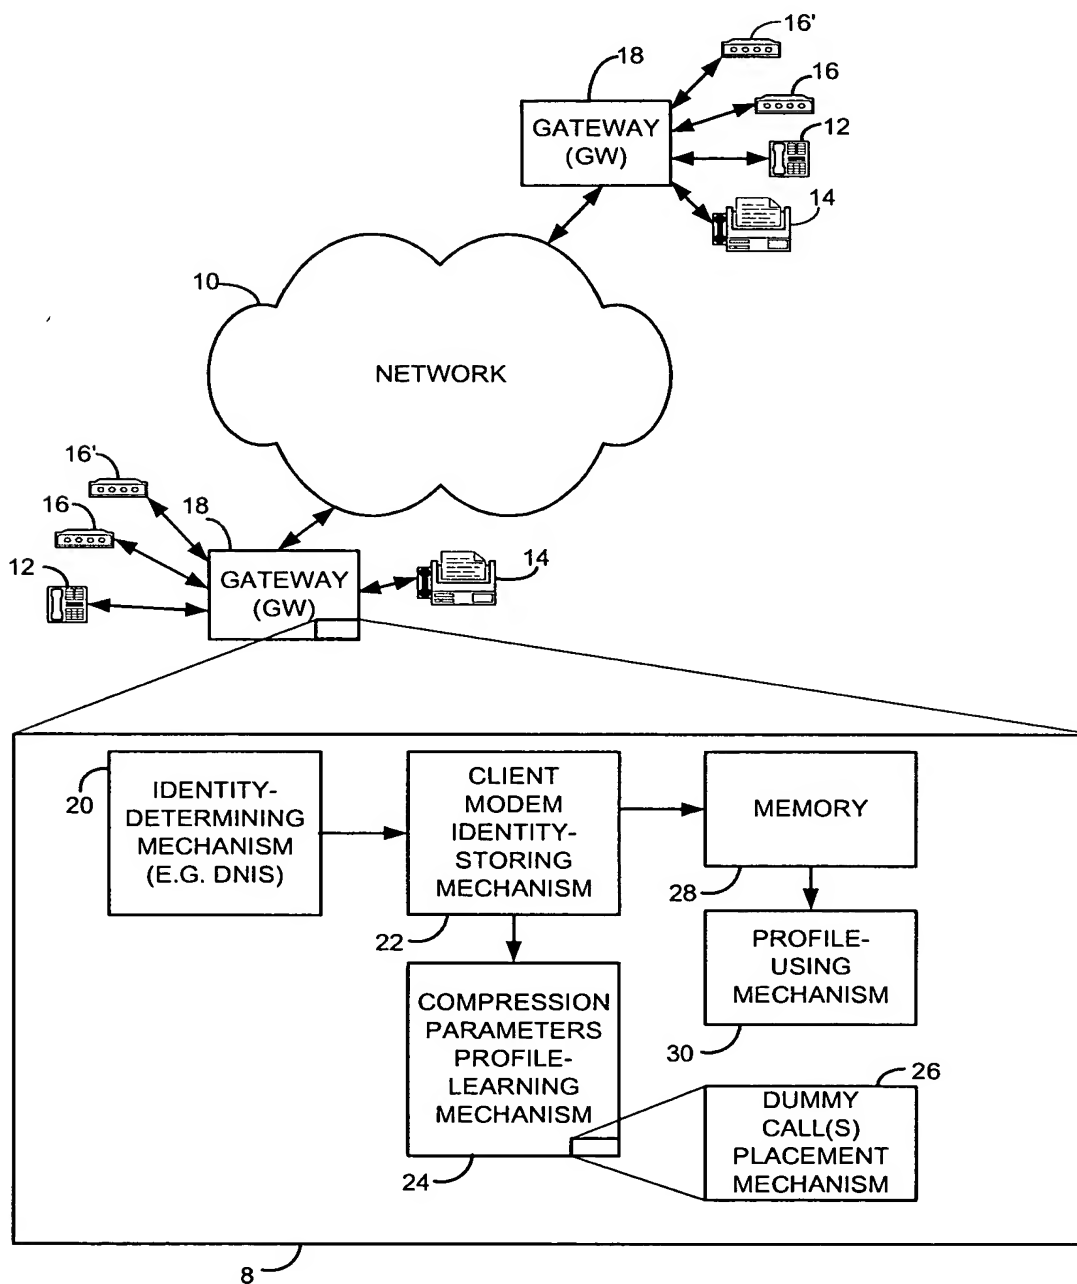 16'
18
16
GATEWAY
(GW)
12
14
10
NETWORK
16'
16
18
12
GATEWAY
(GW)
14
20
IDENTITY-
DETERMINING
MECHANISM
(E.G. DNIS)
CLIENT
MODEM
IDENTITY-
STORING
MECHANISM
MEMORY
22
28
COMPRESSION
PARAMETERS
PROFILE-
LEARNING
MECHANISM
PROFILE-
USING
MECHANISM
30
26
DUMMY
CALL(S)
PLACEMENT
MECHANISM
24
8